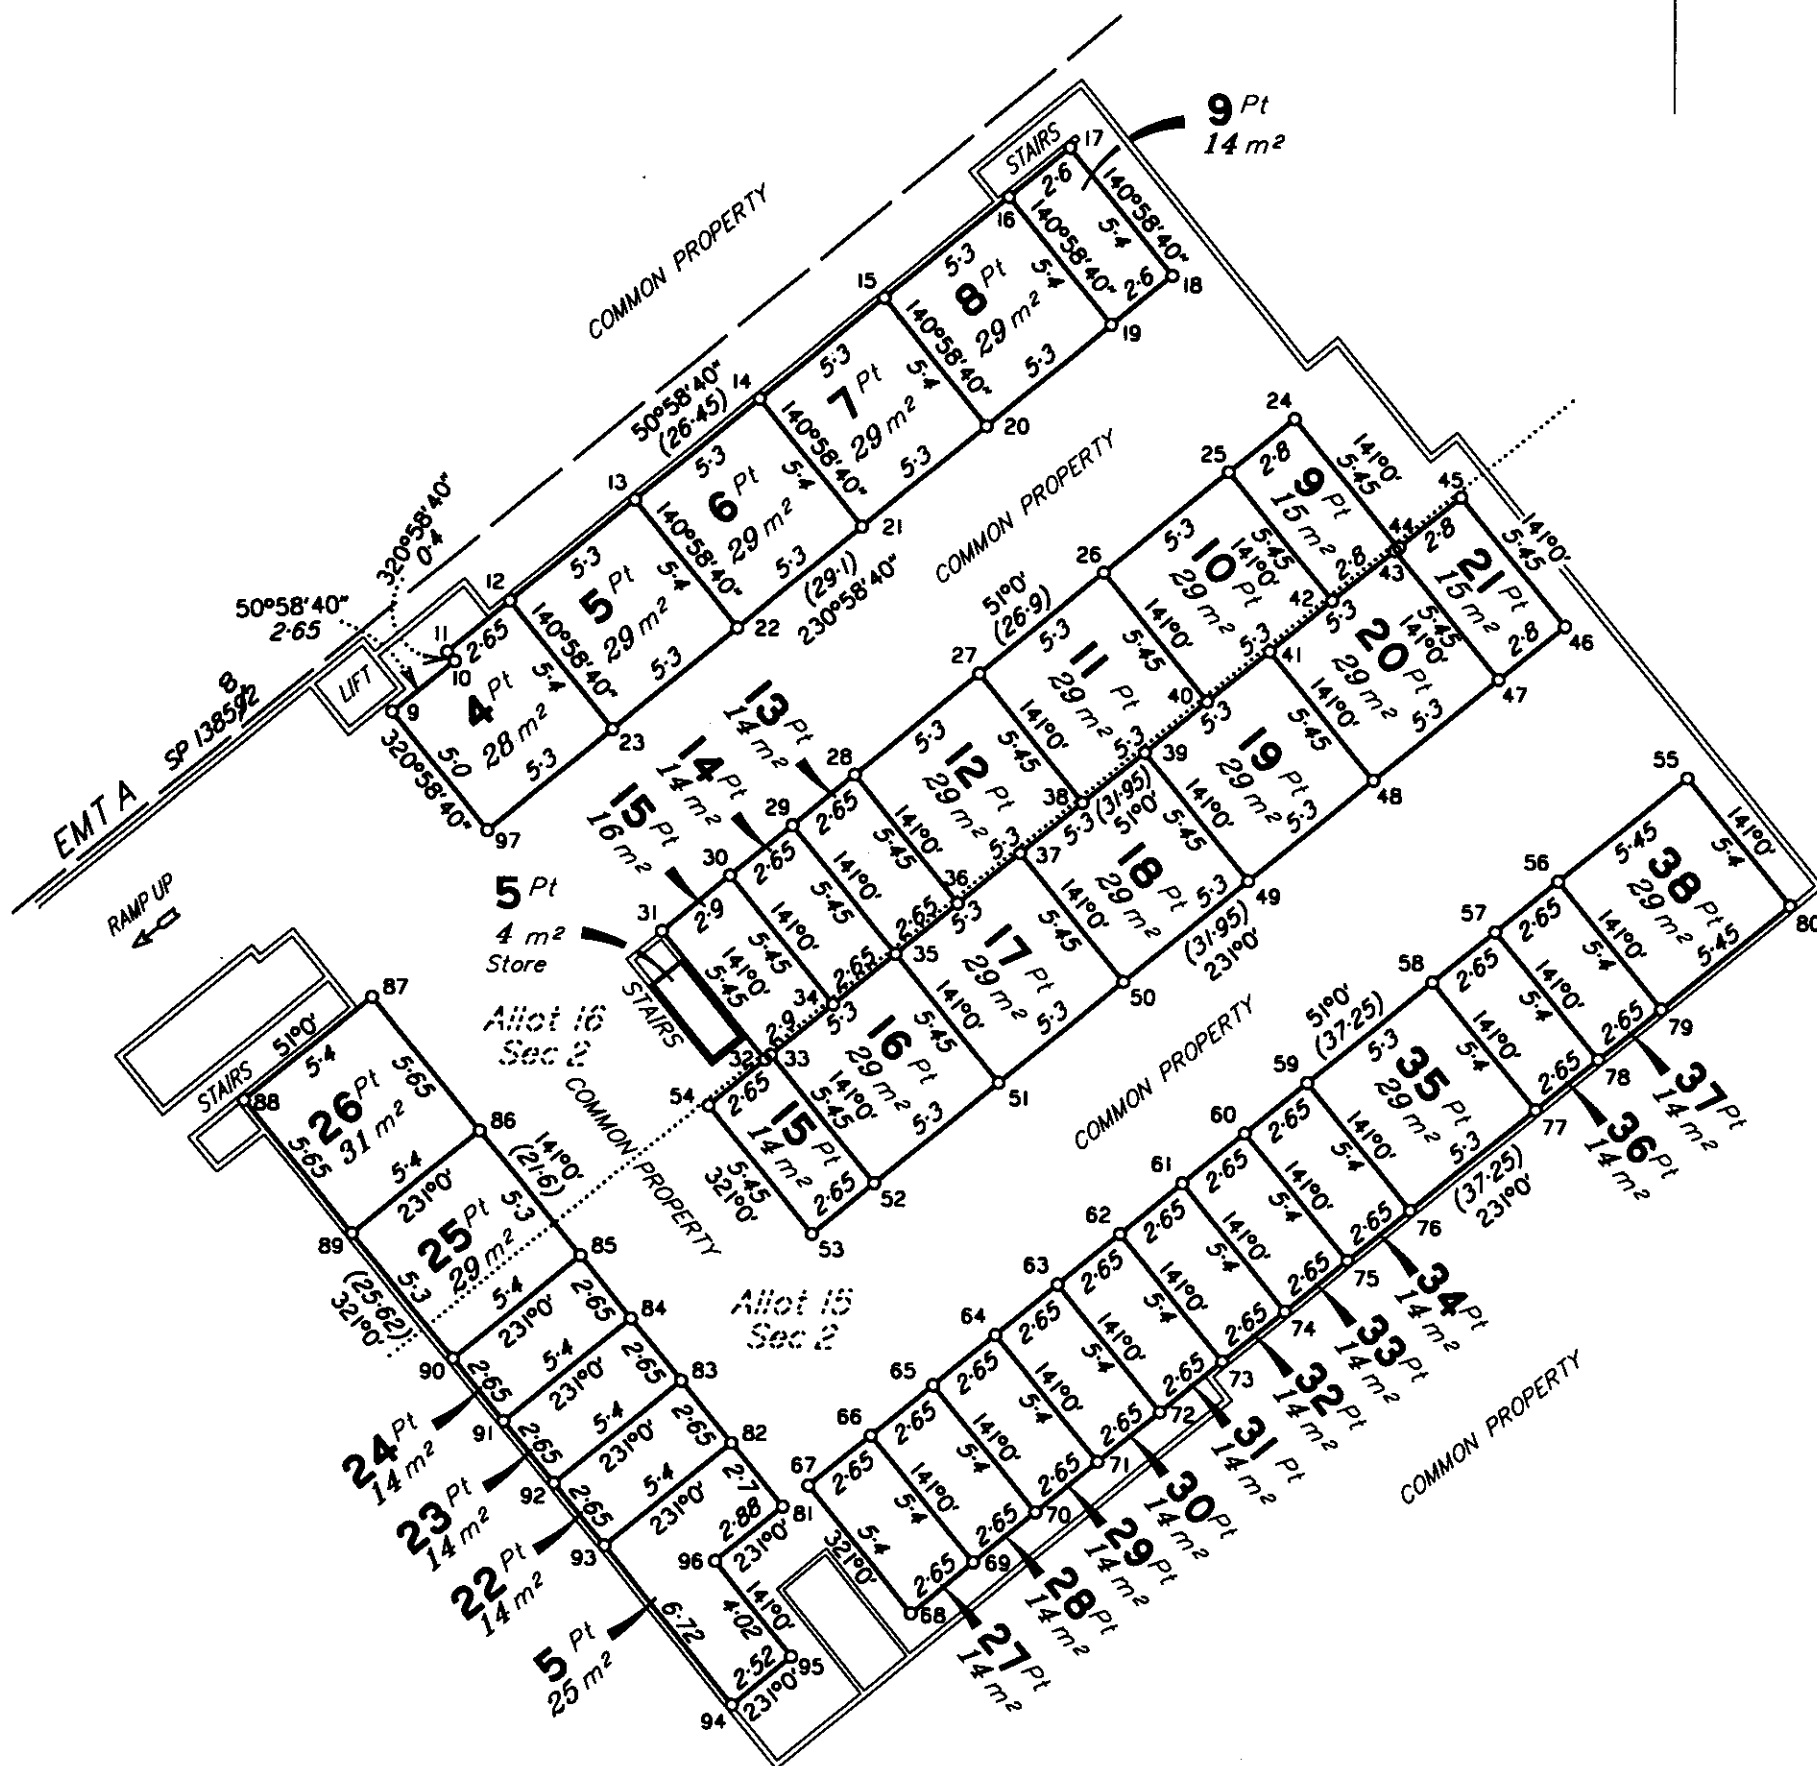 9 Pt
14 m²
STAIRS
17
2·6
140°58'40"
5·4
16
140°58'40"
5·4
18
2·6
19
COMMON PROPERTY
15
5·3
8 Pt
29 m²
140°58'40"
5·4
5·3
20
50°58'40"
(26·45)
14
5·3
7 Pt
29 m²
140°58'40"
5·4
5·3
21
13
5·3
6 Pt
29 m²
140°58'40"
5·4
5·3
(29·1)
230°58'40"
22
12
5·3
5 Pt
29 m²
140°58'40"
5·4
5·3
23
320°58'40"
0·4
50°58'40"
2·65
11
2·65
10
9
4 Pt
28 m²
5·0
320°58'40"
5·3
97
LIFT
8
SP 138592
EMT A
RAMP UP
COMMON PROPERTY
24
25
2·8
9 Pt
15 m²
141°0'
5·45
2·8
44
43
45
2·8
21 Pt
15 m²
141°0'
5·45
2·8
46
26
5·3
10 Pt
29 m²
141°0'
5·45
5·3
42
5·3
20 Pt
29 m²
5·45
141°0'
5·3
47
51°0'
(26·9)
27
5·3
11 Pt
29 m²
141°0'
5·45
5·3
41
40
5·3
19 Pt
29 m²
141°0'
5·45
5·3
48
28
5·3
12 Pt
29 m²
141°0'
5·45
5·3
39
38
(31·95)
51°0'
5·3
18 Pt
29 m²
141°0'
5·45
5·3
49
(31·95)
231°0'
13 Pt
14 m²
29
2·65
141°0'
5·45
2·65
36
37
5·3
17 Pt
29 m²
141°0'
5·45
5·3
50
14 Pt
14 m²
30
2·65
141°0'
5·45
2·65
35
34
5·3
16 Pt
29 m²
141°0'
5·45
5·3
51
15 Pt
16 m²
31
2·9
141°0'
5·45
141°0'
5·45
2·9
32
33
54
2·65
15 Pt
14 m²
141°0'
5·45
5·45
321°0'
2·65
52
53
5 Pt
4 m²
Store
STAIRS
Allot 16
Sec 2
COMMON PROPERTY
87
51°0'
5·4
STAIRS
88
26 Pt
31 m²
5·65
5·65
5·4
231°0'
86
141°0'
(21·6)
5·3
89
25 Pt
29 m²
5·3
(25·62)
321°0'
5·4
231°0'
85
2·65
90
2·65
5·4
231°0'
84
24 Pt
14 m²
91
2·65
2·65
5·4
231°0'
83
23 Pt
14 m²
92
2·65
2·65
5·4
231°0'
82
22 Pt
14 m²
93
2·7
81
2·88
231°0'
96
141°0'
4·02
6·72
5 Pt
25 m²
2·52
231°0'
95
94
Allot 15
Sec 2
COMMON PROPERTY
55
5·45
38 Pt
29 m²
141°0'
5·4
5·45
80
56
2·65
141°0'
5·4
2·65
79
37 Pt
14 m²
57
2·65
141°0'
5·4
2·65
78
36 Pt
14 m²
58
51°0'
(37·25)
5·3
35 Pt
29 m²
141°0'
5·4
5·3
77
(37·25)
231°0'
59
2·65
141°0'
5·4
2·65
76
34 Pt
14 m²
60
2·65
141°0'
5·4
2·65
75
33 Pt
14 m²
61
2·65
141°0'
5·4
2·65
74
32 Pt
14 m²
62
2·65
141°0'
5·4
2·65
73
31 Pt
14 m²
63
2·65
141°0'
5·4
2·65
72
30 Pt
14 m²
64
2·65
141°0'
5·4
2·65
71
29 Pt
14 m²
65
2·65
141°0'
5·4
2·65
70
28 Pt
14 m²
66
2·65
141°0'
5·4
321°0'
2·65
69
27 Pt
14 m²
67
68
COMMON PROPERTY